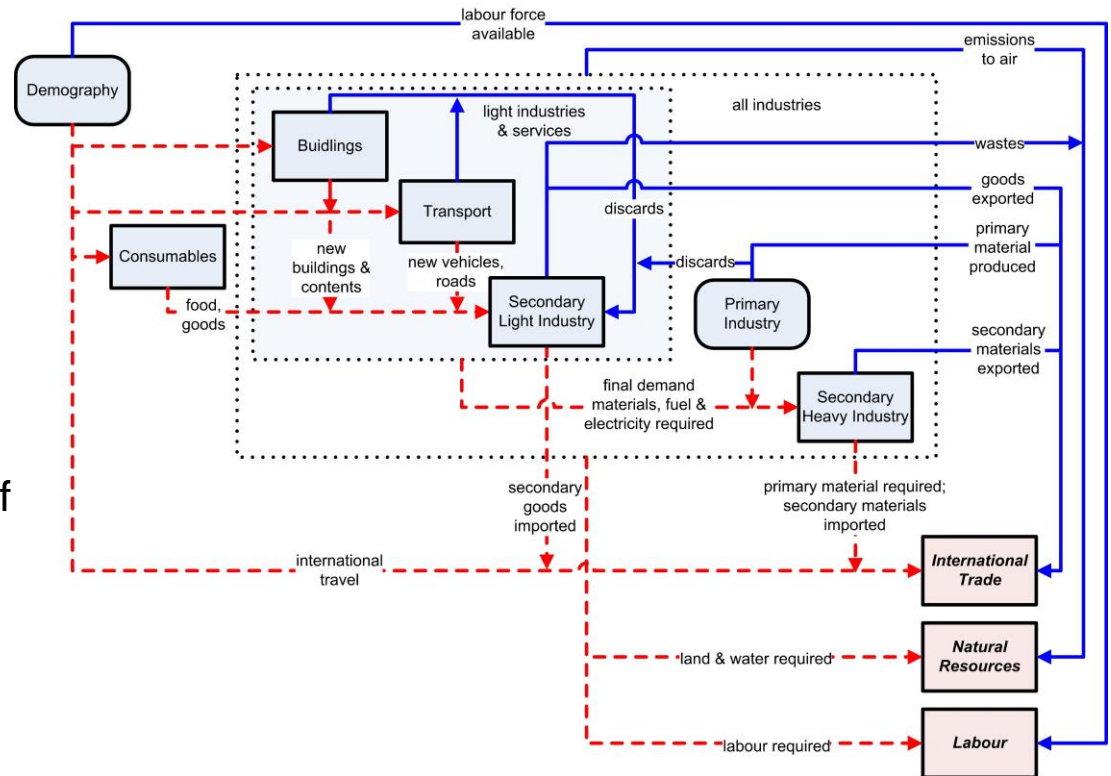 labour force
available
emissions
to air
Demography
all industries
light industries
& services
Buidlings
wastes
goods
exported
Transport
discards
primary
material
produced
Consumables
new
buildings &
contents
new vehicles,
roads
discards
food,
goods
Secondary
Light Industry
Primary
Industry
secondary
materials
exported
final demand
materials, fuel &
electricity required
Secondary
Heavy Industry
f
secondary
goods
imported
primary material required;
secondary materials
imported
international
travel
International
Trade
land & water required
Natural
Resources
labour required
Labour